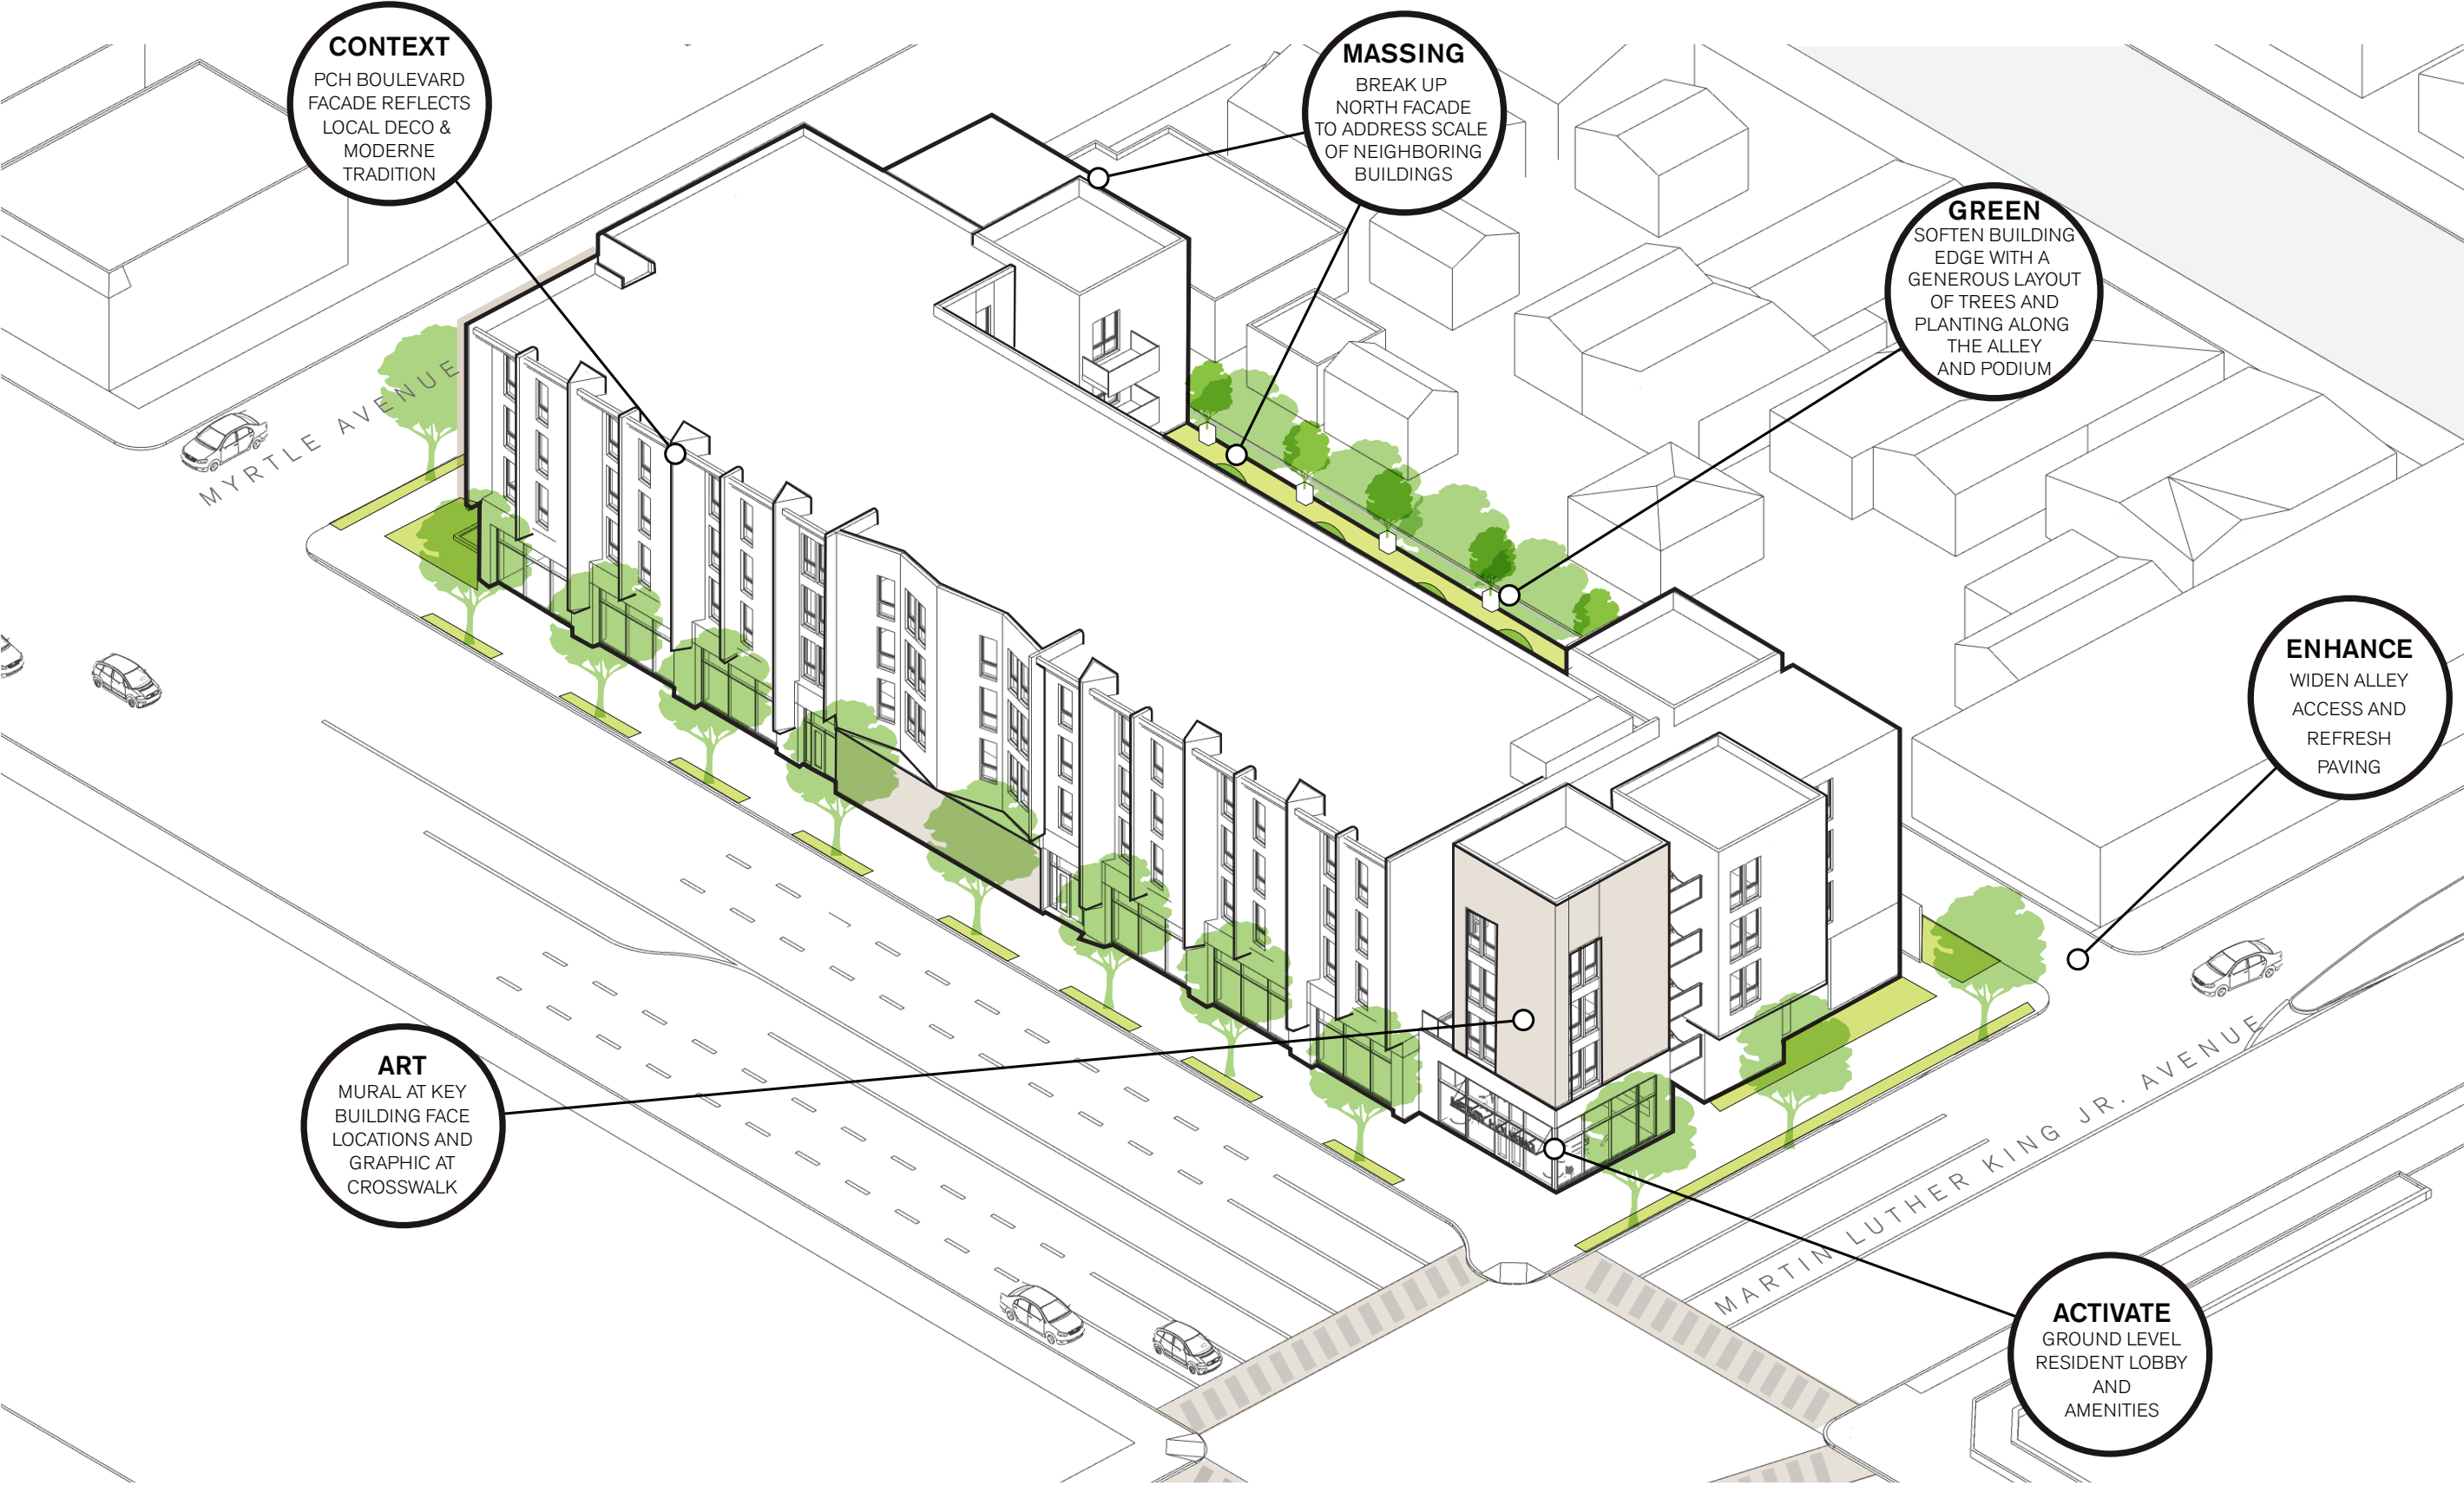 CONTEXT
PCH BOULEVARD
FACADE REFLECTS
LOCAL DECO &
MODERNE
TRADITION
MASSING
BREAK UP
NORTH FACADE
TO ADDRESS SCALE
OF NEIGHBORING
BUILDINGS
GREEN
SOFTEN BUILDING
EDGE WITH A
GENEROUS LAYOUT
OF TREES AND
PLANTING ALONG
THE ALLEY
AND PODIUM
MYRTLE AVENUE
ENHANCE
WIDEN ALLEY
ACCESS AND
REFRESH
PAVING
ART
MURAL AT KEY
BUILDING FACE
LOCATIONS AND
GRAPHIC AT
CROSSWALK
MARTIN LUTHER KING JR. AVENUE
ACTIVATE
GROUND LEVEL
RESIDENT LOBBY
AND
AMENITIES